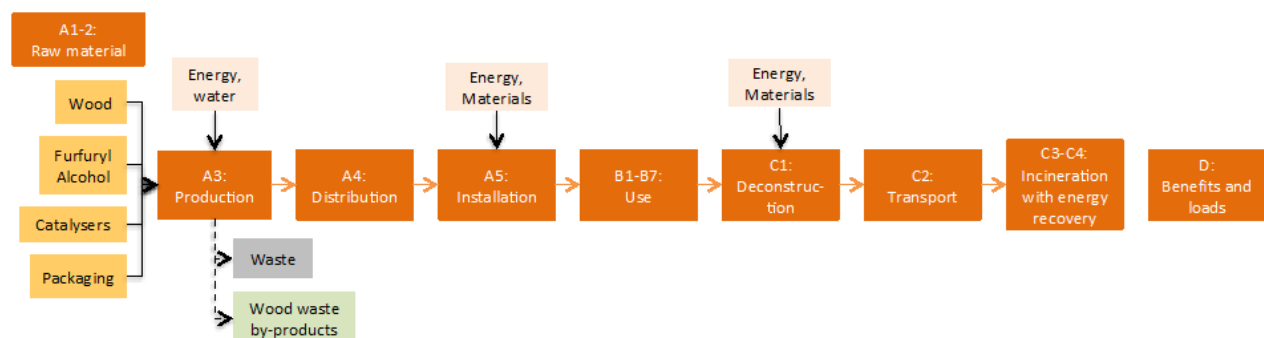 A1-2:
Raw material
Wood
Furfuryl
Alcohol
Catalysers
Packaging
Energy,
water
A3:
Production
Waste
Wood waste
by-products
A4:
Distribution
Energy,
Materials
A5:
Installation
B1-B7:
Use
Energy,
Materials
C1:
Deconstruc-
tion
C2:
Transport
C3-C4:
Incineration
with energy
recovery
D:
Benefits and
loads